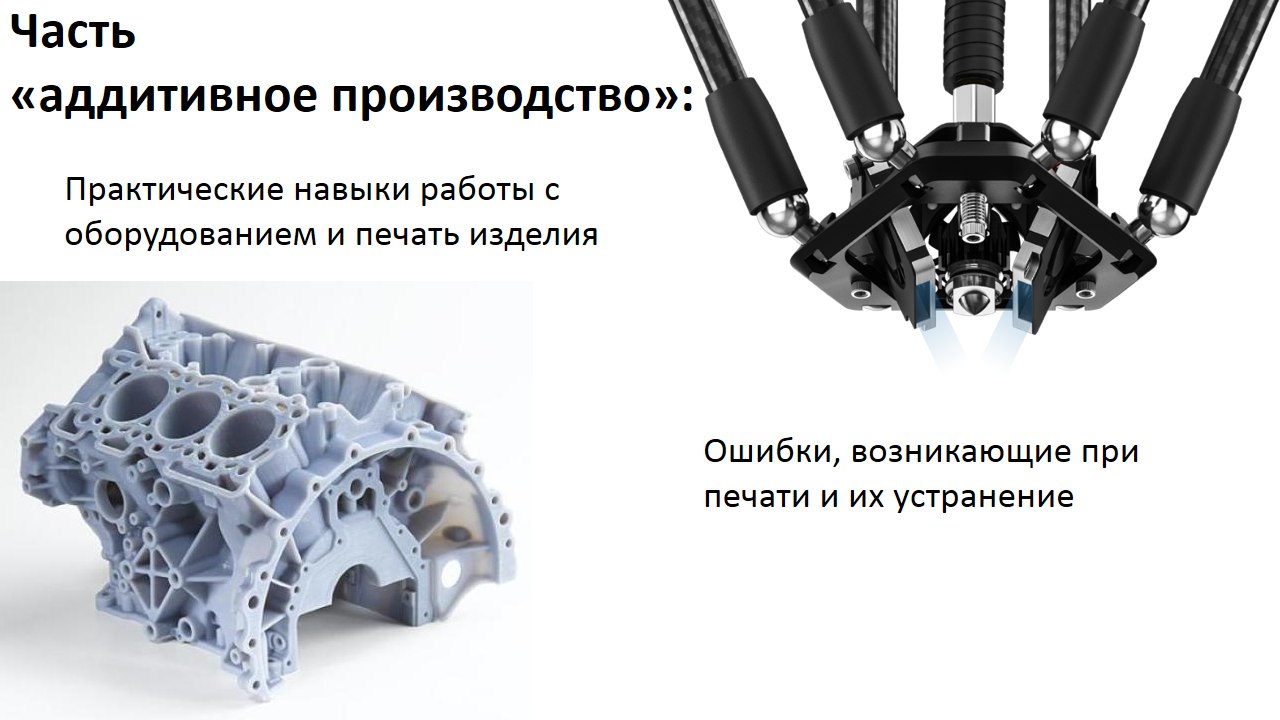 Часть
«аддитивное производство»:
Практические навыки работы с
оборудованием и печать изделия
Ошибки, возникающие при
печати и их устранение